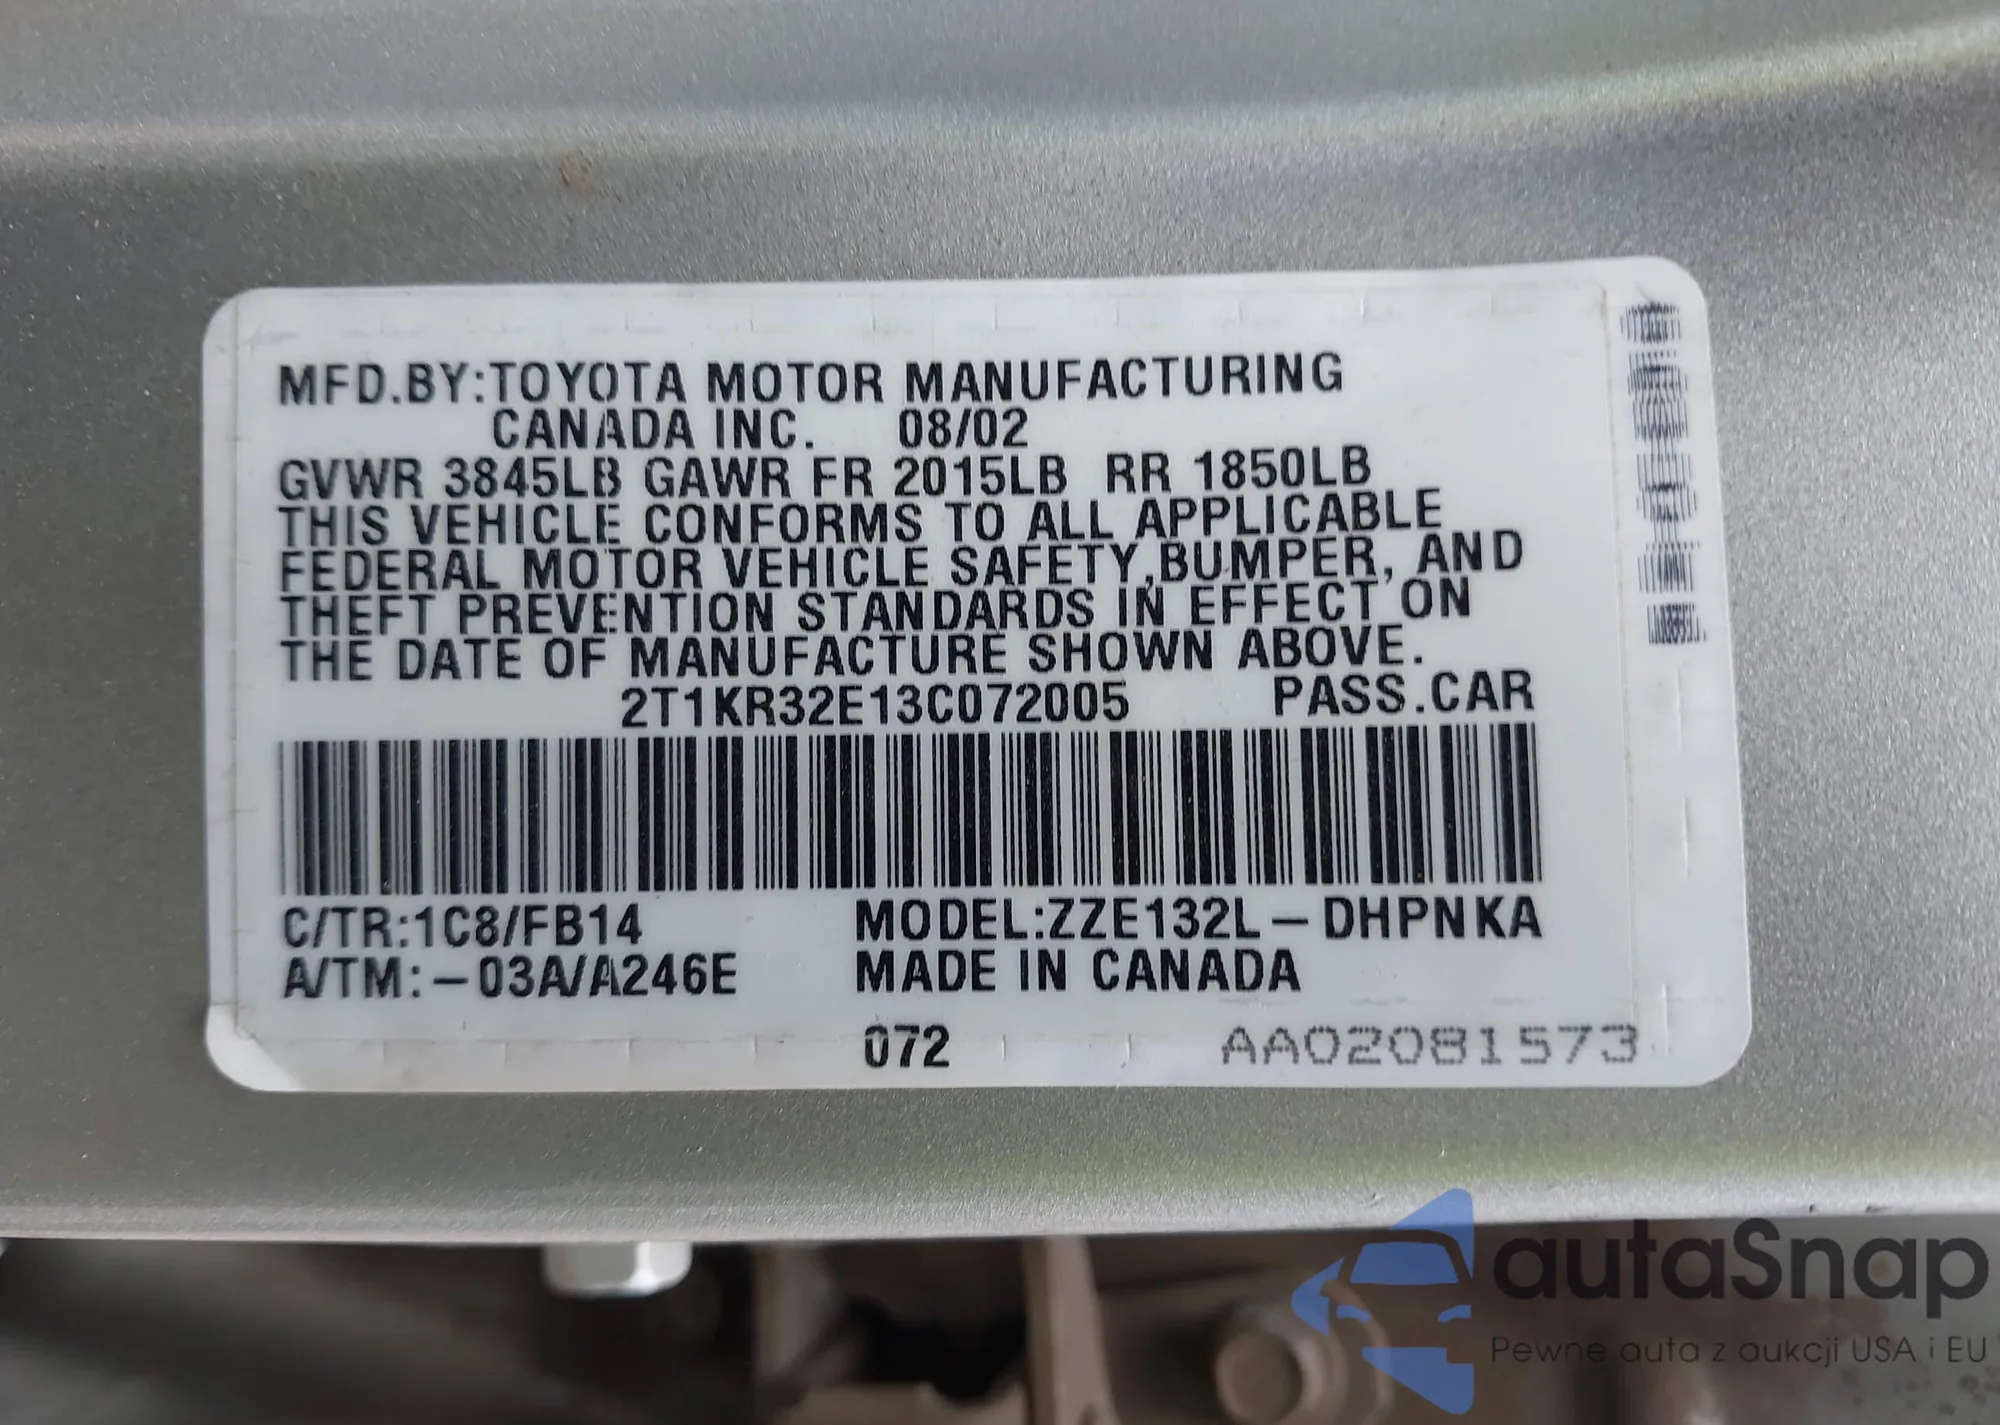 MFD.BY:TOYOTA MOTOR MANUFACTURING
CANADA INC. 08/02
GVWR 3845LB GAWR FR 2015LB RR 1850LB
THIS VEHICLE CONFORMS TO ALL APPLICABLE
FEDERAL MOTOR VEHICLE SAFETY,BUMPER, AND
THEFT PREVENTION STANDARDS IN EFFECT ON
THE DATE OF MANUFACTURE SHOWN ABOVE.
2T1KR32E13C072005 PASS.CAR
C/TR:1C8/FB14 MODEL:ZZE132L-DHPNKA
A/TM:-03A/A246E MADE IN CANADA
072 AA02081573
autaSnap
Pewne auta z aukcji USA i EU